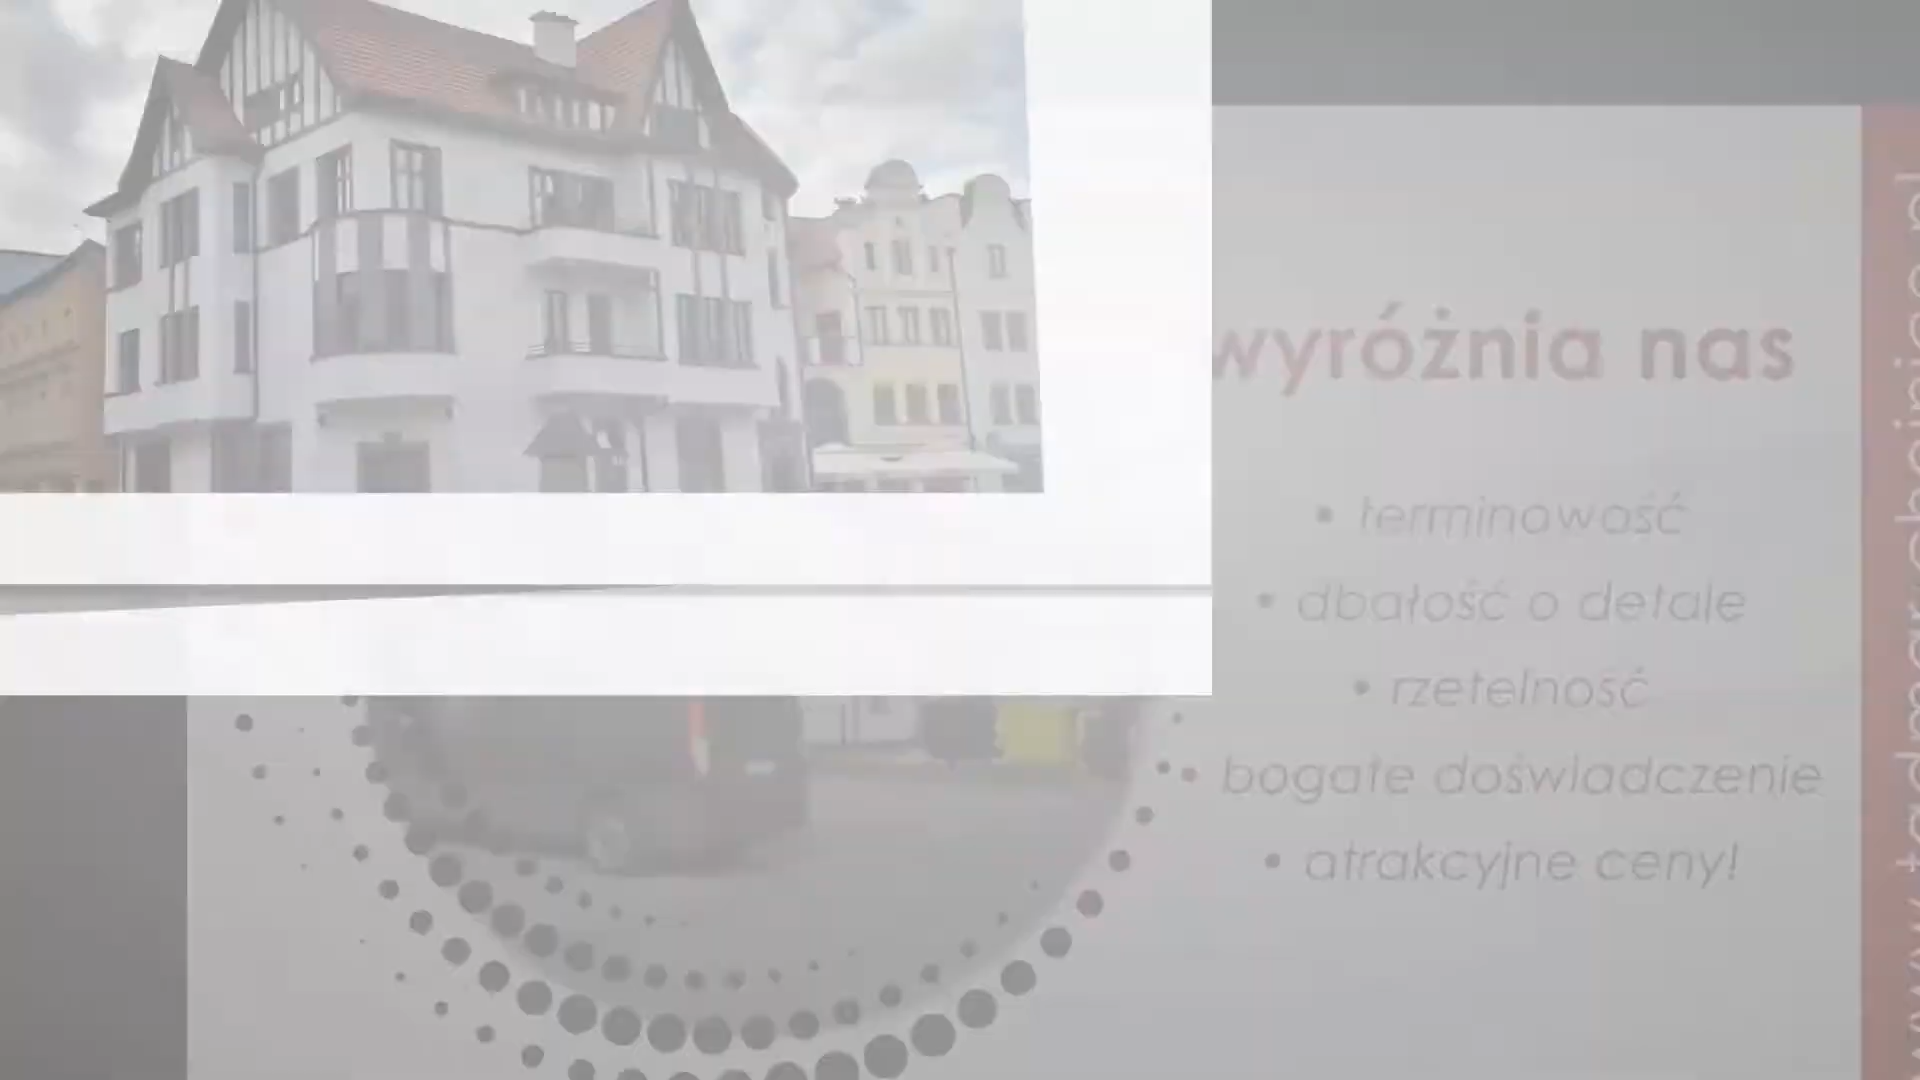 wyróżnia nas
• terminowość
• dbałość o detale
• rzetelność
• bogate doświadczenie
• atrakcyjne ceny!